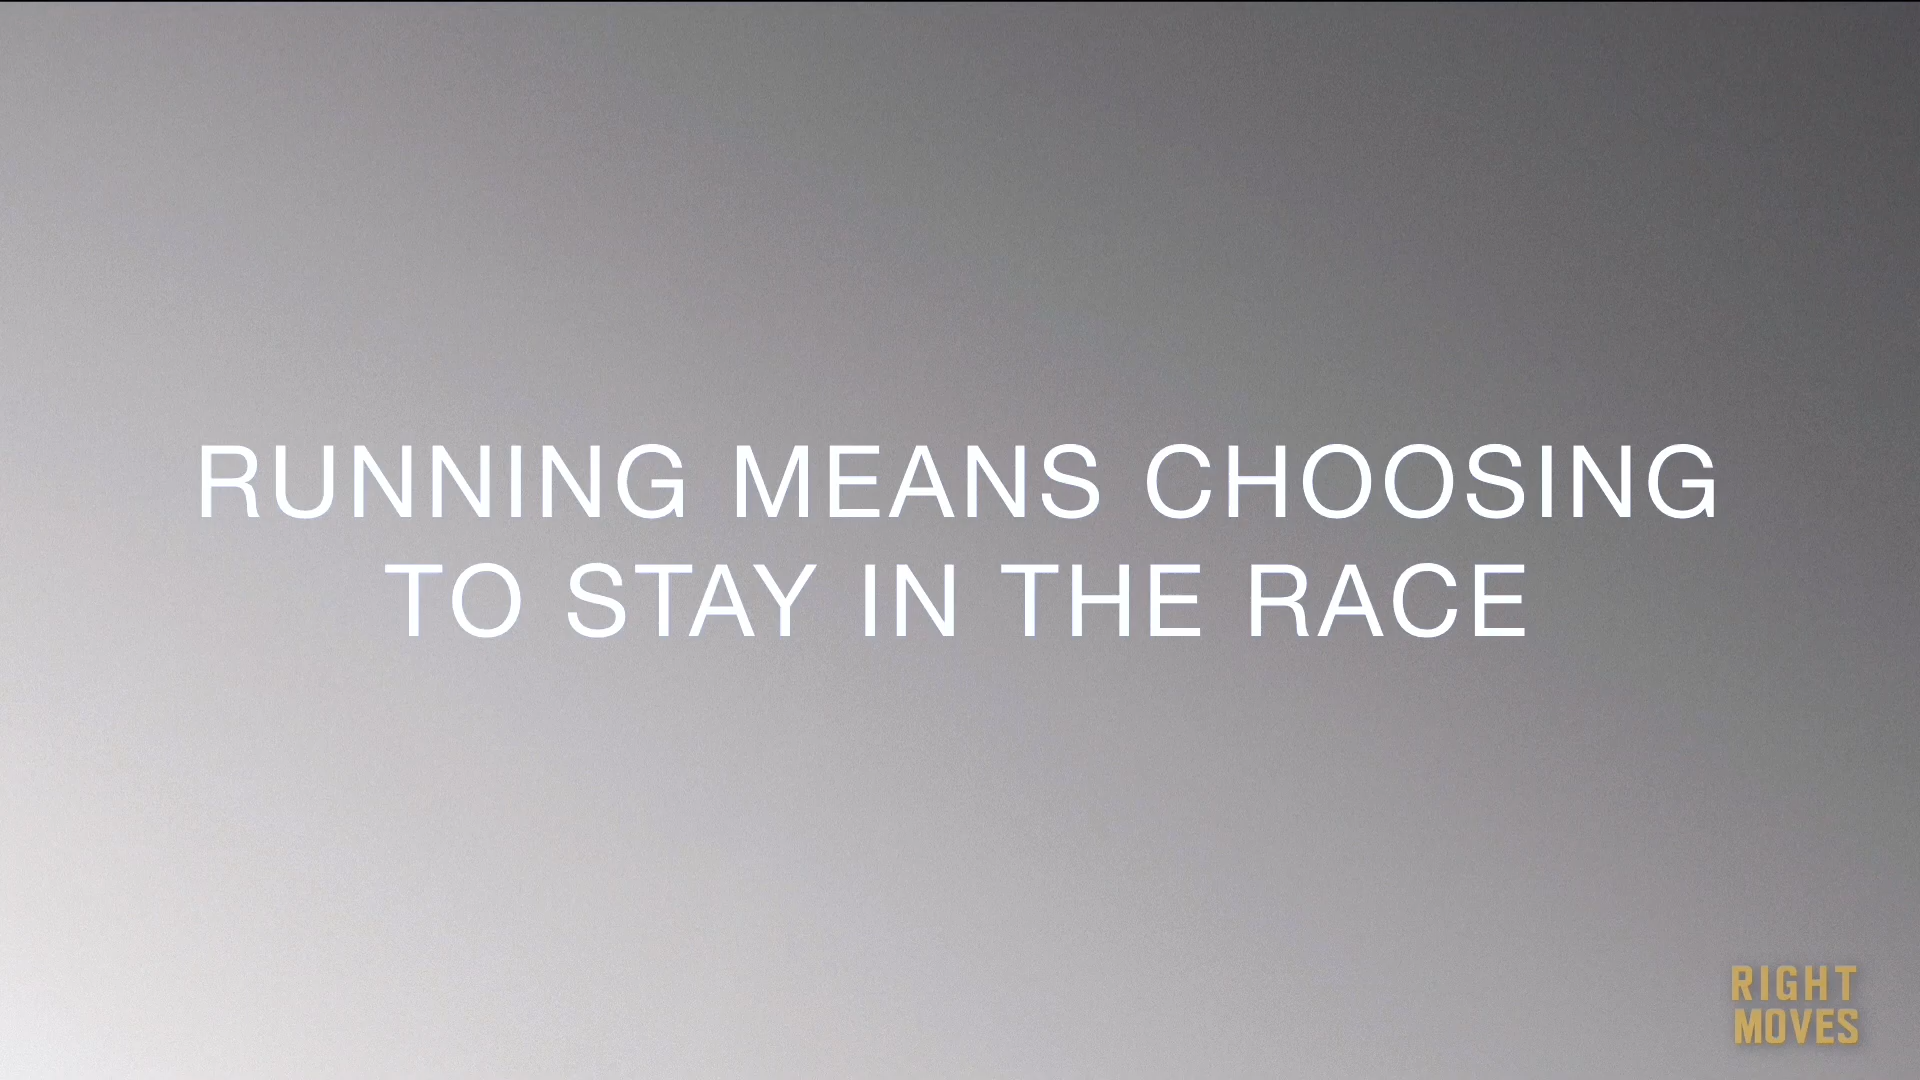 RUNNING MEANS CHOOSING
TO STAY IN THE RACE
RIGHT
MOVES